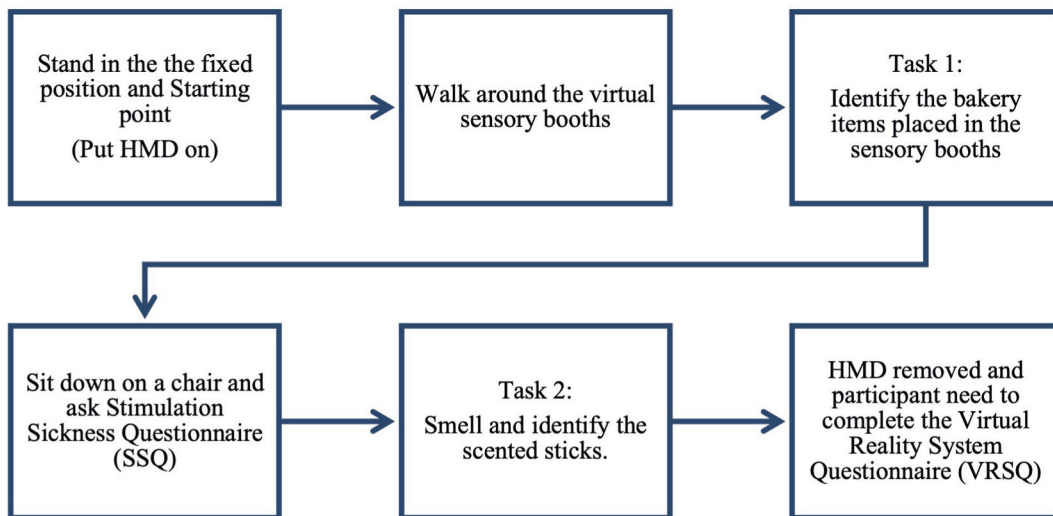 Stand in the the fixed
position and Starting
point
(Put HMD on)
Walk around the virtual
sensory booths
Task 1:
Identify the bakery
items placed in the
sensory booths
Sit down on a chair and
ask Stimulation
Sickness Questionnaire
(SSQ)
Task 2:
Smell and identify the
scented sticks.
HMD removed and
participant need to
complete the Virtual
Reality System
Questionnaire (VRSQ)